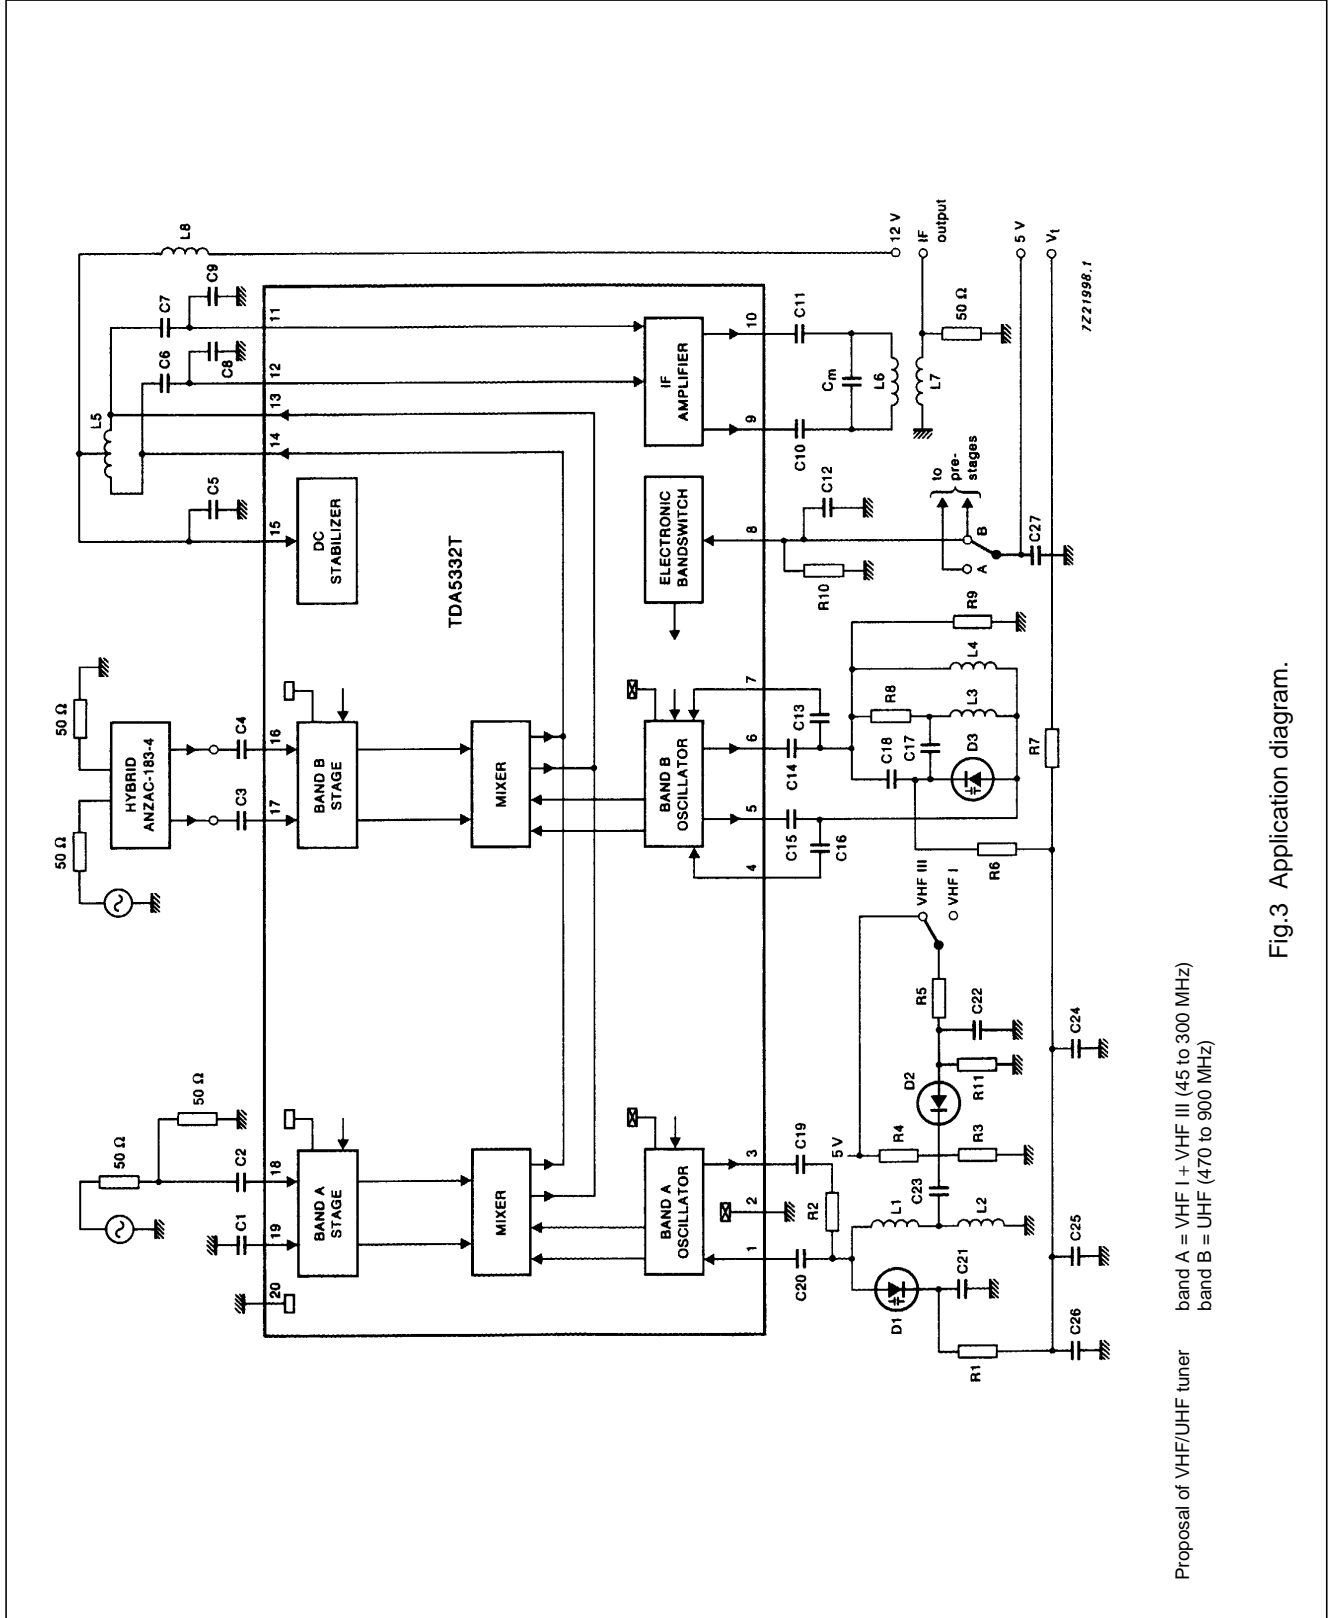 50 Ω
50 Ω
50 Ω
50 Ω
HYBRID
ANZAC-183-4
L8
L5
C1
C2
C3
C4
C5
C6
C7
C8
C9
20
19
18
17
16
15
14
13
12
11
BAND A
STAGE
BAND B
STAGE
DC
STABILIZER
TDA5332T
MIXER
MIXER
BAND A
OSCILLATOR
BAND B
OSCILLATOR
ELECTRONIC
BANDSWITCH
IF
AMPLIFIER
1
2
3
4
5
6
7
8
9
10
C20
R2
C19
C15
C16
C14
C13
R10
C12
C10
C11
Cm
L6
L7
D1
C21
L1
L2
C23
5 V
R4
R3
D2
R11
C22
R5
VHF III
VHF I
R6
C18
C17
R8
D3
L3
L4
R9
A
B
to
pre-
stages
12 V
IF
output
50 Ω
5 V
Vt
C27
R1
R7
C26
C25
C24
7Z21998.1
Proposal of VHF/UHF tuner band A = VHF I + VHF III (45 to 300 MHz)
band B = UHF (470 to 900 MHz)
Fig.3 Application diagram.